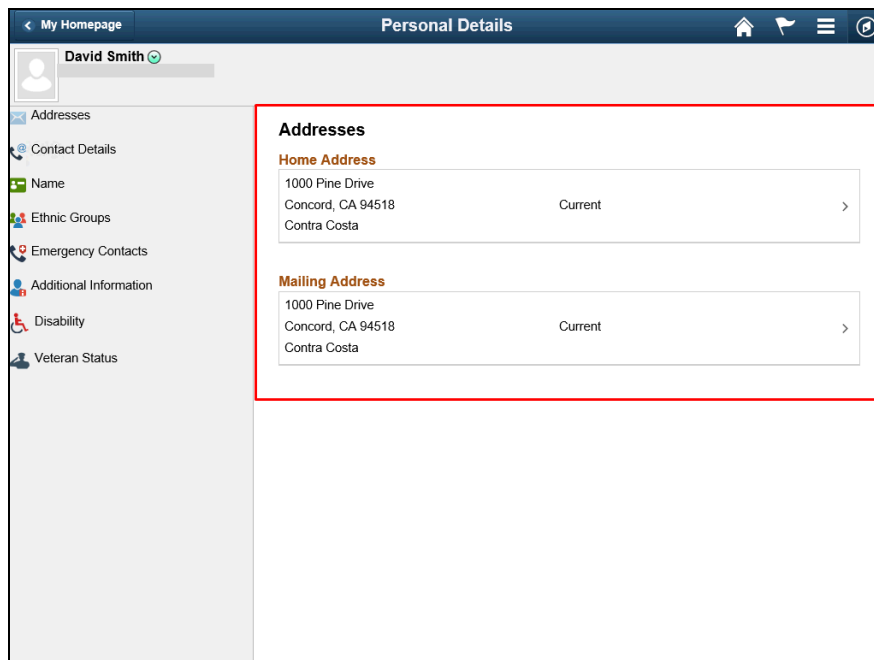 My Homepage
Personal Details
David Smith
Addresses
Contact Details
Name
Ethnic Groups
Emergency Contacts
Additional Information
Disability
Veteran Status
Addresses
Home Address
1000 Pine Drive
Concord, CA 94518 Current
Contra Costa
Mailing Address
1000 Pine Drive
Concord, CA 94518 Current
Contra Costa